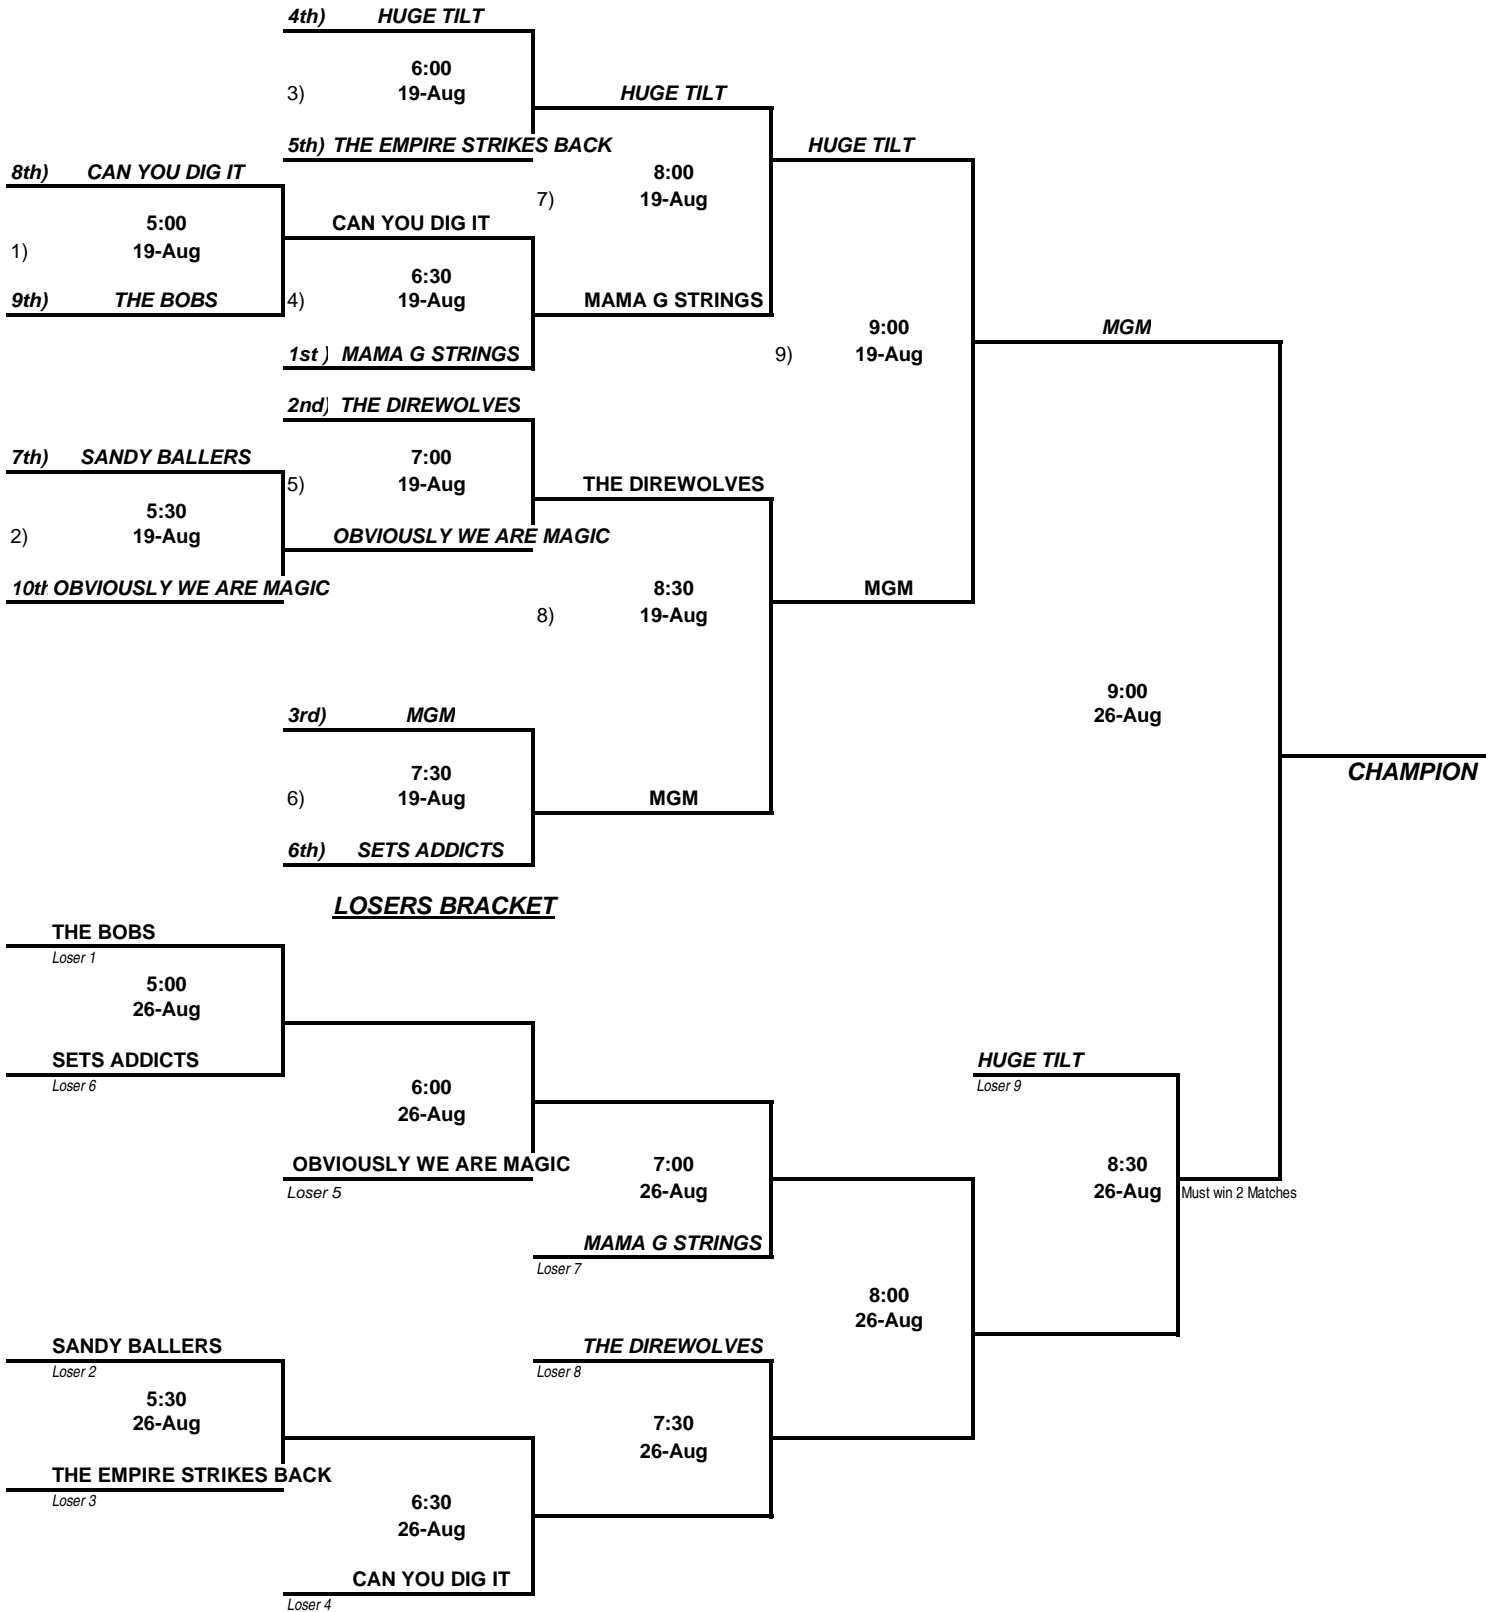 4th) HUGE TILT
6:00
3) 19-Aug
HUGE TILT
5th) THE EMPIRE STRIKES BACK
HUGE TILT
8th) CAN YOU DIG IT
8:00
7) 19-Aug
5:00
1) 19-Aug
CAN YOU DIG IT
9th) THE BOBS
6:30
4) 19-Aug
MAMA G STRINGS
1st ) MAMA G STRINGS
9:00
9) 19-Aug
MGM
2nd) THE DIREWOLVES
7th) SANDY BALLERS
7:00
5) 19-Aug
THE DIREWOLVES
5:30
2) 19-Aug
OBVIOUSLY WE ARE MAGIC
10th OBVIOUSLY WE ARE MAGIC
8:30
8) 19-Aug
MGM
9:00
26-Aug
3rd) MGM
7:30
6) 19-Aug
MGM
CHAMPION
6th) SETS ADDICTS
LOSERS BRACKET
THE BOBS
Loser 1
5:00
26-Aug
SETS ADDICTS
Loser 6
6:00
26-Aug
HUGE TILT
Loser 9
OBVIOUSLY WE ARE MAGIC
Loser 5
7:00
26-Aug
8:30
26-Aug
Must win 2 Matches
MAMA G STRINGS
Loser 7
8:00
26-Aug
SANDY BALLERS
Loser 2
THE DIREWOLVES
Loser 8
5:30
26-Aug
7:30
26-Aug
THE EMPIRE STRIKES BACK
Loser 3
6:30
26-Aug
CAN YOU DIG IT
Loser 4